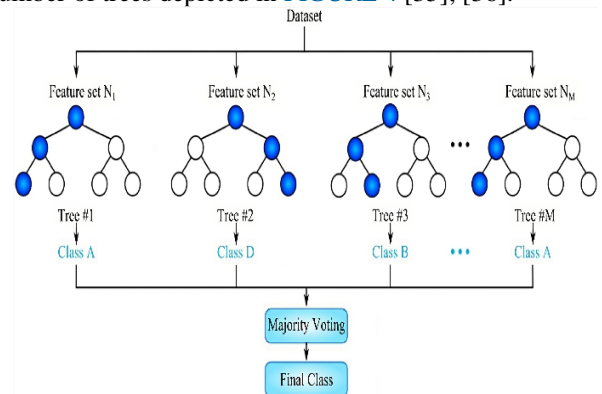 Dataset
Feature set N₁ Feature set N₂ Feature set N₃ Feature set N_M
...
Tree #1 Tree #2 Tree #3 Tree #M
Class A Class D Class B ... Class A
Majority Voting
Final Class